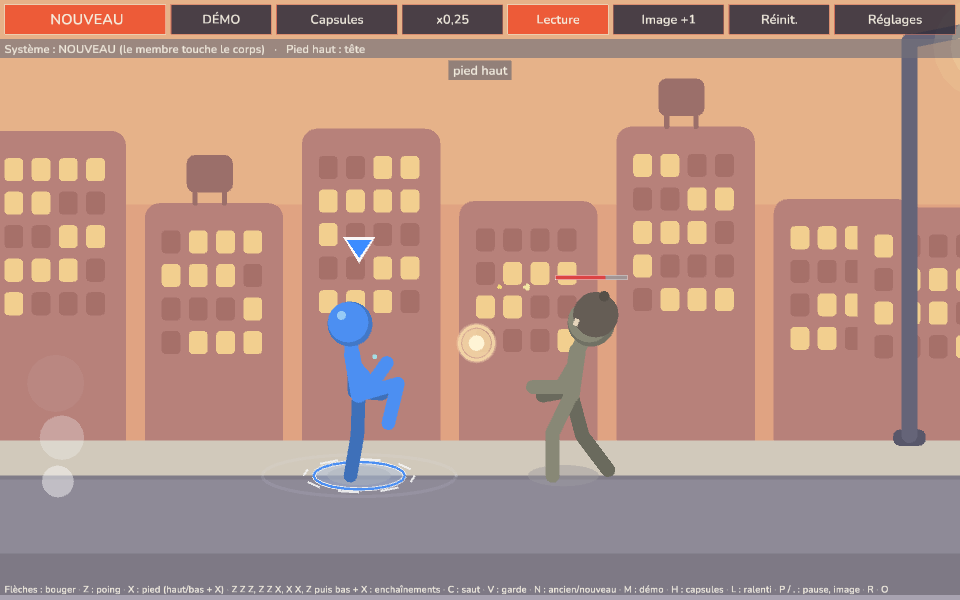 NOUVEAU DÉMO Capsules x0,25 Lecture Image +1 Réinit. Réglages
Système : NOUVEAU (le membre touche le corps) · Pied haut : tête
pied haut
Flèches : bouger · Z : poing · X : pied (haut/bas + X) · Z Z Z, Z Z X, X X, Z puis bas + X : enchaînements · C : saut · V : garde · N : ancien/nouveau · M : démo · H : capsules · L : ralenti · P / . : pause, image · R · O